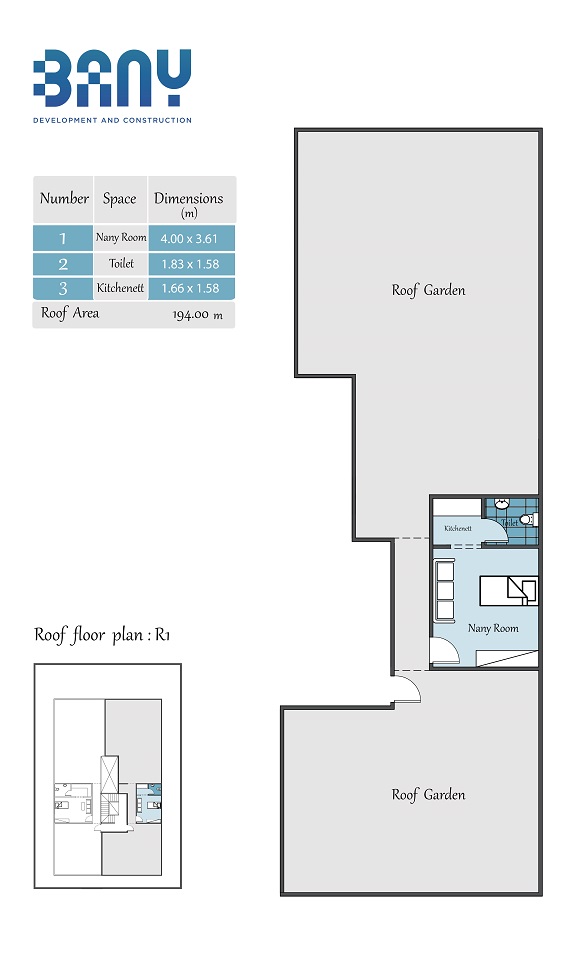 BANY
DEVELOPMENT AND CONSTRUCTION
Number Space Dimensions
(m)
1 Nany Room 4.00 x 3.61
2 Toilet 1.83 x 1.58
3 Kitchenett 1.66 x 1.58
Roof Area 194.00 m
Roof Garden
Kitchenett
Toilet
Nany Room
Roof floor plan : R1
Roof Garden